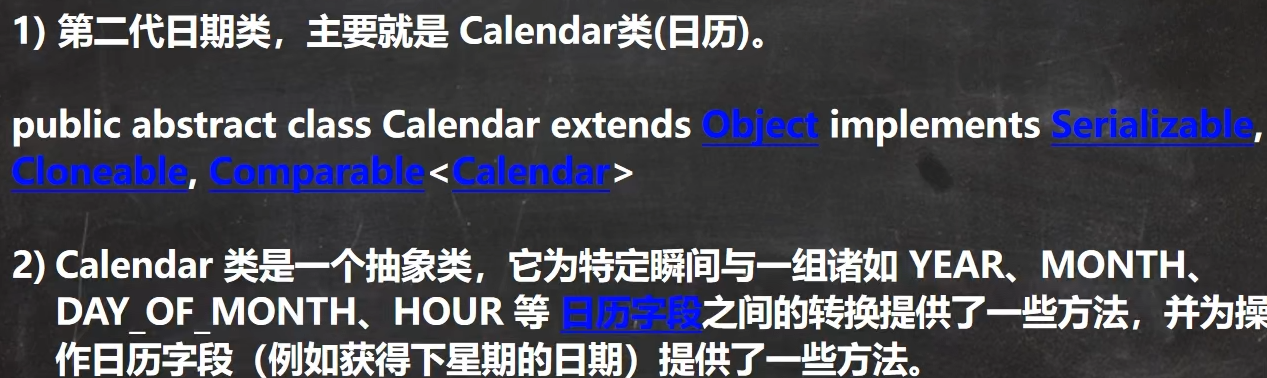 1) 第二代日期类，主要就是 Calendar类(日历)。
public abstract class Calendar extends Object implements Serializable,
Cloneable, Comparable<Calendar>
2) Calendar 类是一个抽象类，它为特定瞬间与一组诸如 YEAR、MONTH、
DAY_OF_MONTH、HOUR 等 日历字段之间的转换提供了一些方法，并为操
作日历字段（例如获得下星期的日期）提供了一些方法。